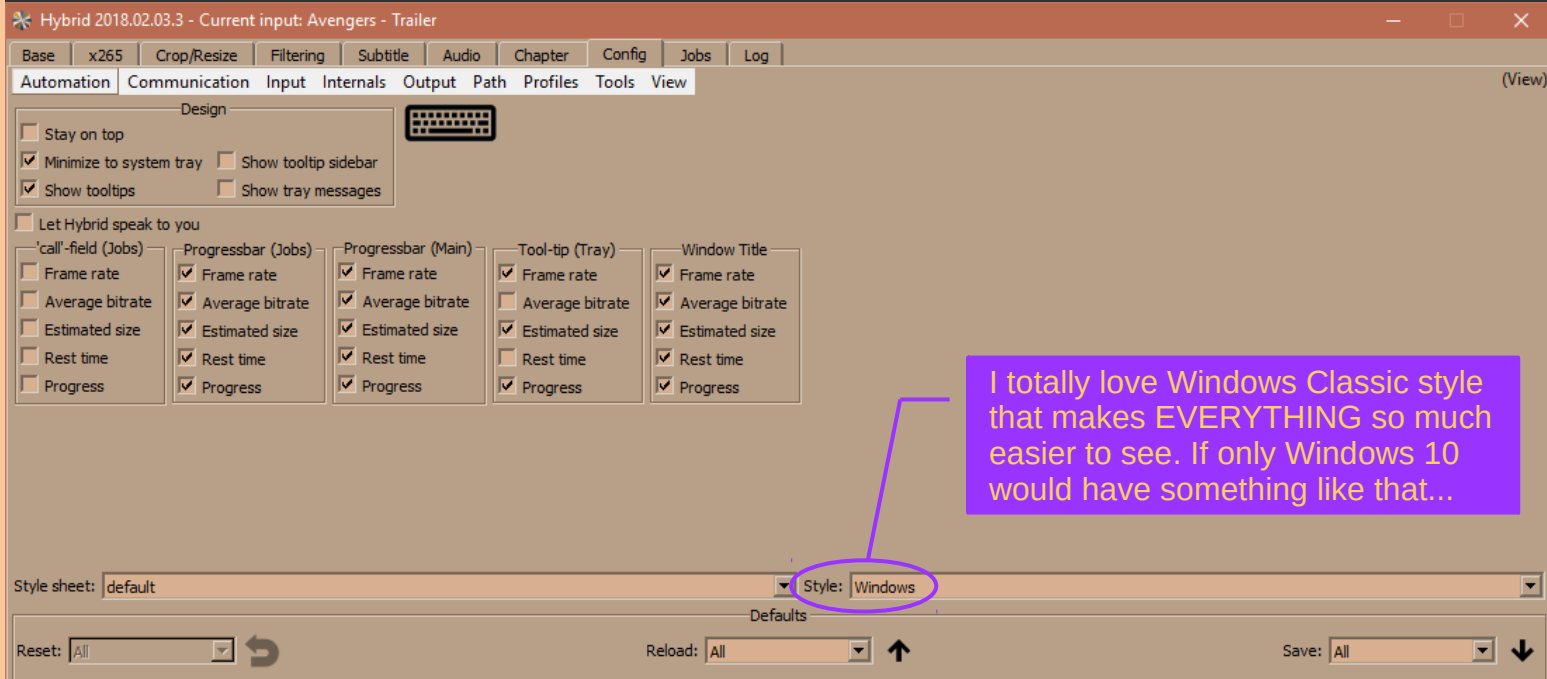 Hybrid 2018.02.03.3 - Current input: Avengers - Trailer
Base x265 Crop/Resize Filtering Subtitle Audio Chapter Config Jobs Log
Automation Communication Input Internals Output Path Profiles Tools View (View)
Design
Stay on top
Minimize to system tray Show tooltip sidebar
Show tooltips Show tray messages
Let Hybrid speak to you
'call'-field (Jobs) Progressbar (Jobs) Progressbar (Main) Tool-tip (Tray) Window Title
Frame rate Frame rate Frame rate Frame rate Frame rate
Average bitrate Average bitrate Average bitrate Average bitrate Average bitrate
Estimated size Estimated size Estimated size Estimated size Estimated size
Rest time Rest time Rest time Rest time Rest time
Progress Progress Progress Progress Progress
I totally love Windows Classic style
that makes EVERYTHING so much
easier to see. If only Windows 10
would have something like that...
Style sheet: default Style: Windows
Defaults
Reset: All Reload: All Save: All